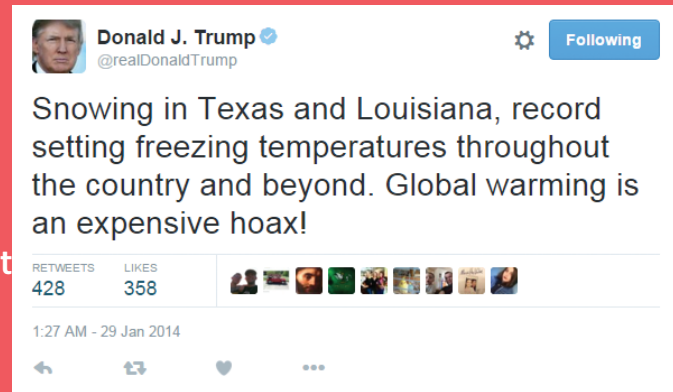 Donald J. Trump
@realDonaldTrump
Following
Snowing in Texas and Louisiana, record
setting freezing temperatures throughout
the country and beyond. Global warming is
an expensive hoax!
t
RETWEETS LIKES
428 358
1:27 AM - 29 Jan 2014